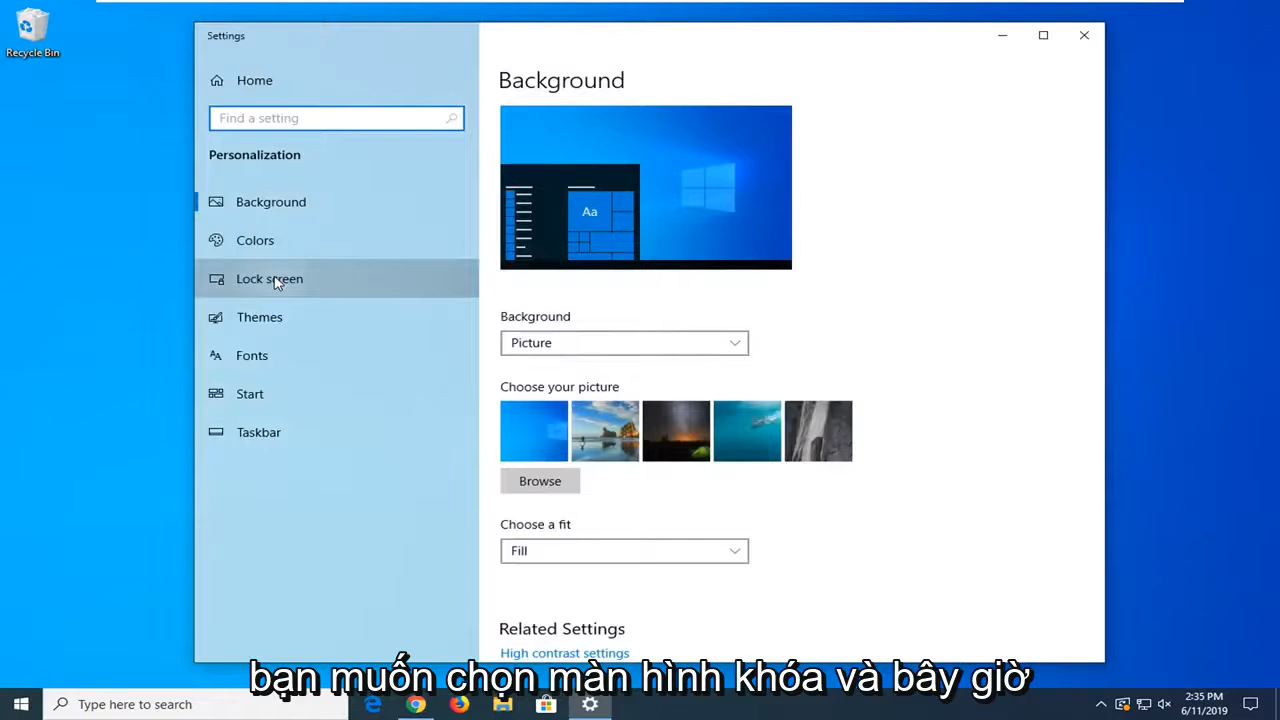 Recycle Bin
Settings
Home
Find a setting
Personalization
Background
Colors
Lock screen
Themes
Fonts
Start
Taskbar
Background
Aa
Background
Picture
Choose your picture
Browse
Choose a fit
Fill
Related Settings
High contrast settings
bạn muốn chọn màn hình khóa và bây giờ
Type here to search
2:35 PM
6/11/2019